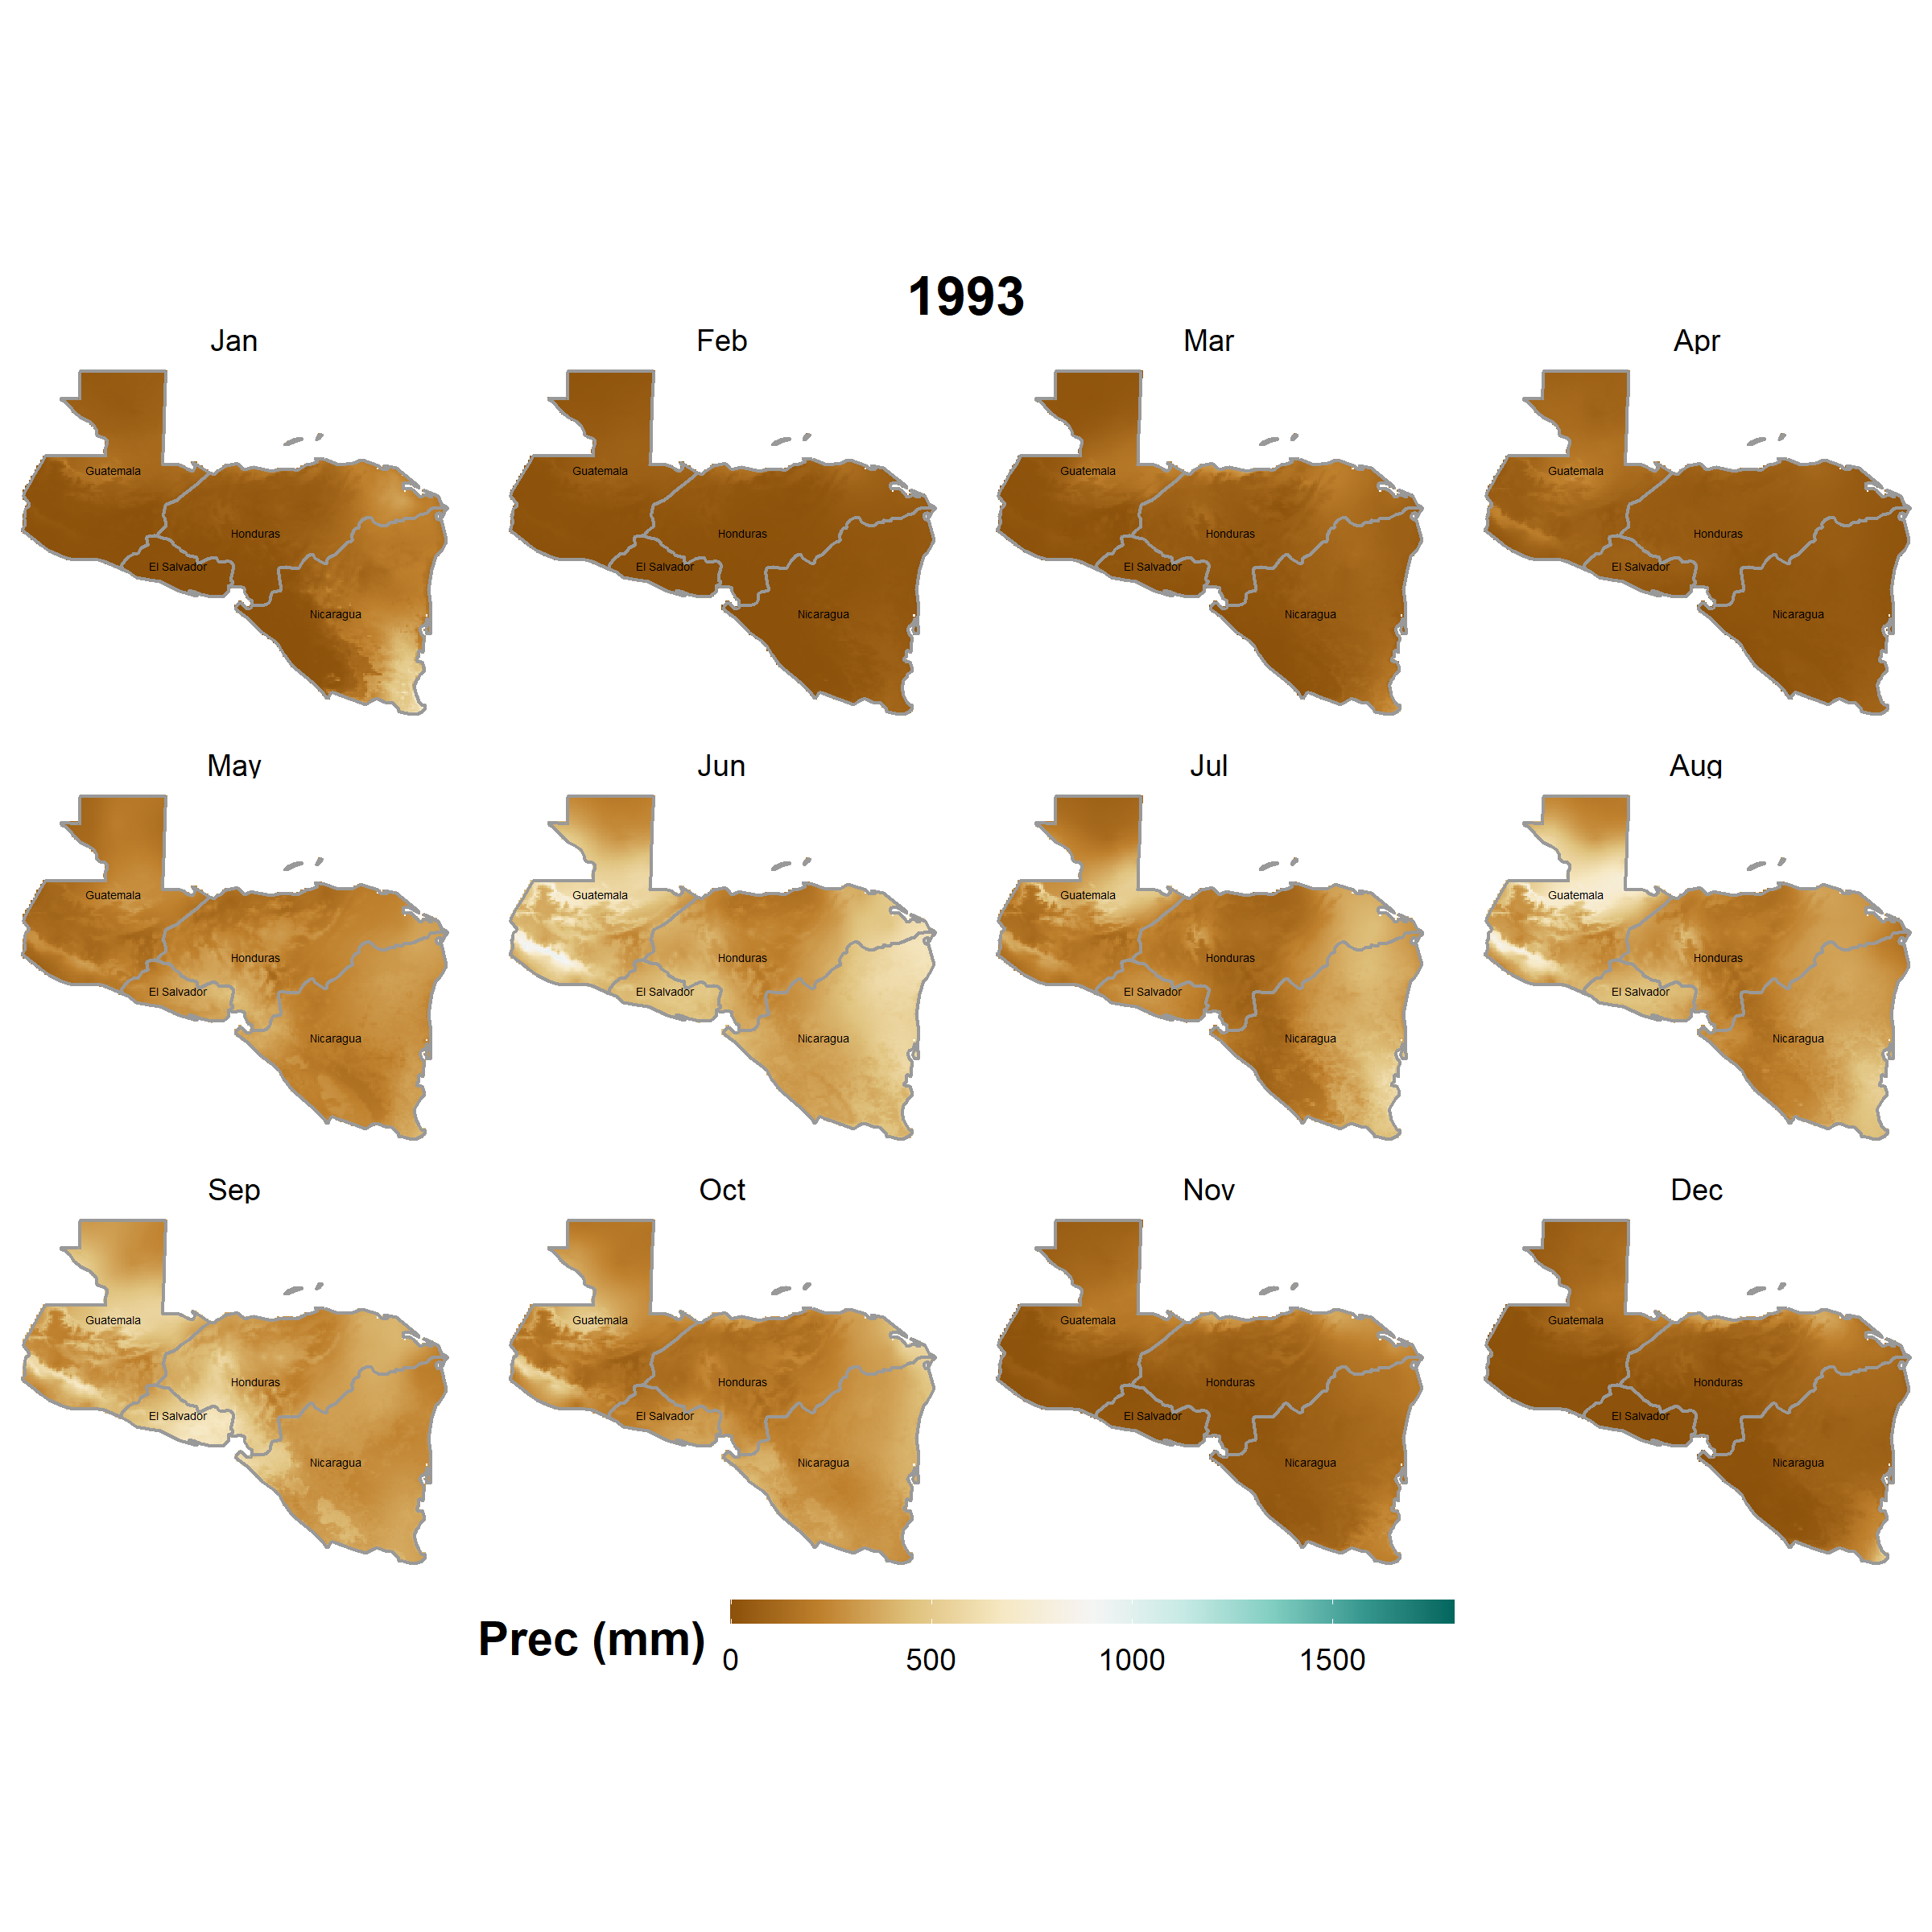 1993
Jan Feb Mar Apr
Guatemala Guatemala Guatemala Guatemala
Honduras Honduras Honduras Honduras
El Salvador El Salvador El Salvador El Salvador
Nicaragua Nicaragua Nicaragua Nicaragua
May Jun Jul Aug
Guatemala Guatemala Guatemala Guatemala
Honduras Honduras Honduras Honduras
El Salvador El Salvador El Salvador El Salvador
Nicaragua Nicaragua Nicaragua Nicaragua
Sep Oct Nov Dec
Guatemala Guatemala Guatemala Guatemala
Honduras Honduras Honduras Honduras
El Salvador El Salvador El Salvador El Salvador
Nicaragua Nicaragua Nicaragua Nicaragua
Prec (mm)
0 500 1000 1500